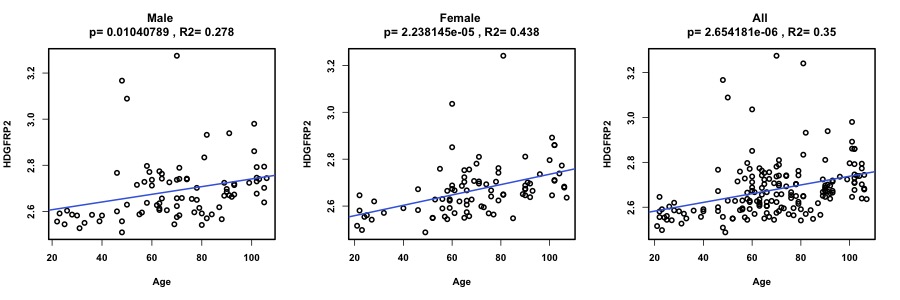 Male
p= 0.01040789 , R2= 0.278
HDGFRP2
3.2
3.0
2.8
2.6
20 40 60 80 100
Age
Female
p= 2.238145e-05 , R2= 0.438
HDGFRP2
3.2
3.0
2.8
2.6
20 40 60 80 100
Age
All
p= 2.654181e-06 , R2= 0.35
HDGFRP2
3.2
3.0
2.8
2.6
20 40 60 80 100
Age